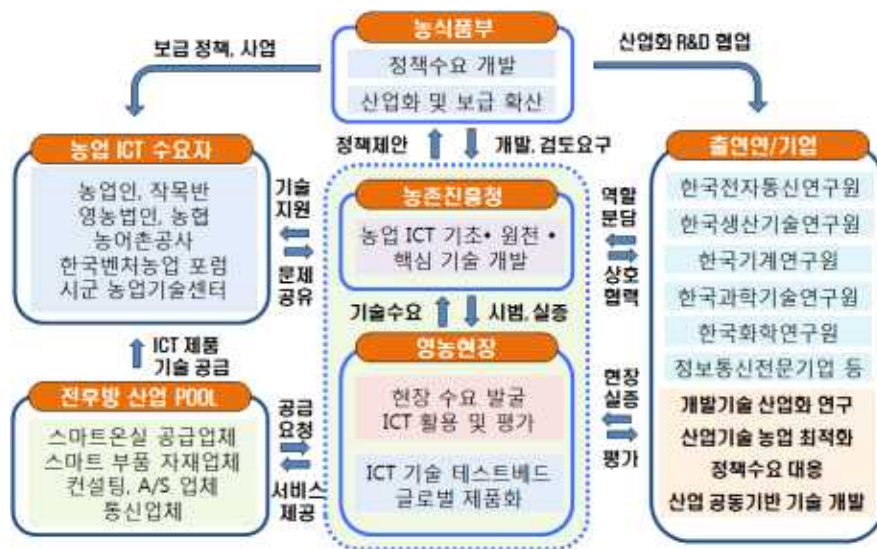 농식품부
정책수요 개발
산업화 및 보급 확산
보급 정책, 사업
산업화 R&D 협업
정책제안
개발, 검도요구
농업 ICT 수요자
농업인, 작목반
영농법인, 농협
농어촌공사
한국벤처농업 포럼
시군 농업기술센터
기술
지원
문제
공유
농촌진흥청
농업 ICT 기초• 원천 •
핵심 기술 개발
역할
분담
상호
협력
출연연/기업
한국전자통신연구원
한국생산기술연구원
한국기계연구원
한국과학기술연구원
한국화학연구원
정보통신전문기업 등
개발기술 산업화 연구
산업기술 농업 최적화
정책수요 대응
산업 공동기반 기술 개발
기술수요
시범, 실증
ICT 제품
기술 공급
영농현장
현장 수요 발굴
ICT 활용 및 평가
ICT 기술 테스트베드
글로벌 제품화
현장
실증
평가
전후방 산업 POOL
스마트온실 공급업체
스마트 부품 자재업체
컨설팅, A/S 업체
통신업체
공급
요청
서비스
제공